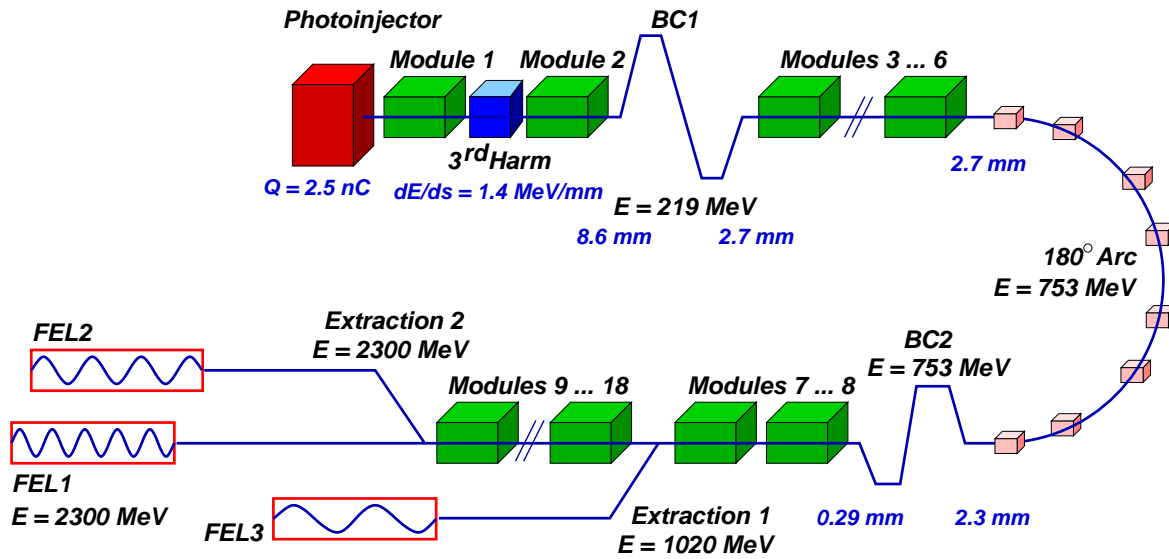 Photoinjector
BC1
Module 1
Module 2
Modules 3 ... 6
3rdHarm
2.7 mm
Q = 2.5 nC
dE/ds = 1.4 MeV/mm
E = 219 MeV
8.6 mm
2.7 mm
180° Arc
E = 753 MeV
Extraction 2
E = 2300 MeV
FEL2
BC2
E = 753 MeV
Modules 9 ... 18
Modules 7 ... 8
FEL1
E = 2300 MeV
FEL3
Extraction 1
E = 1020 MeV
0.29 mm
2.3 mm